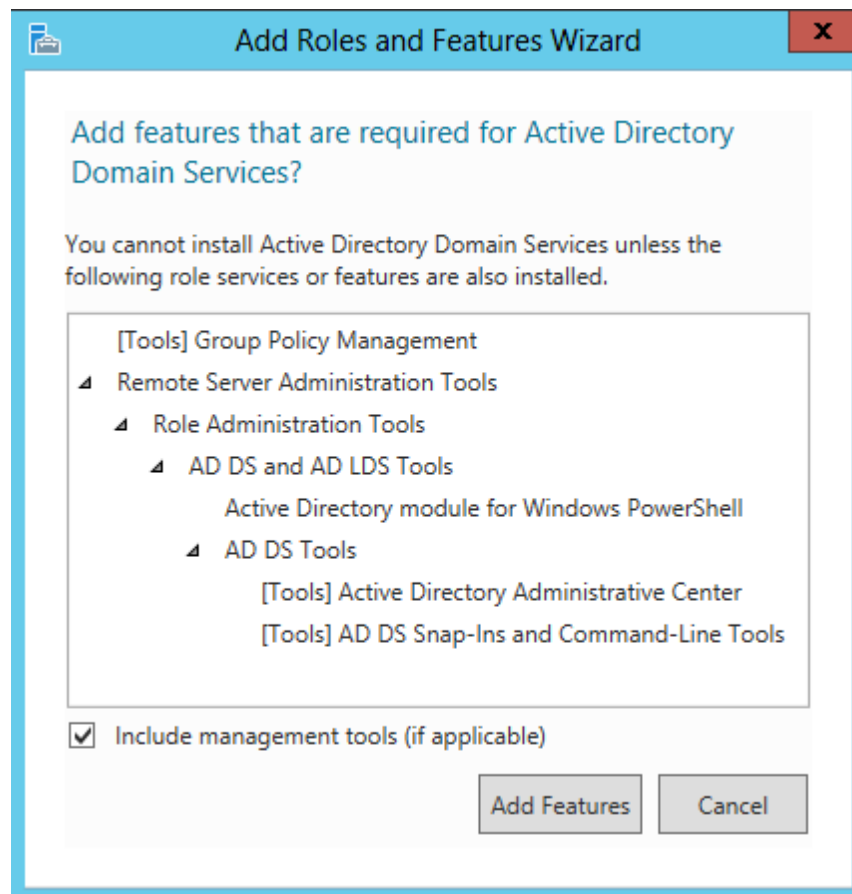 Add Roles and Features Wizard
x
Add features that are required for Active Directory
Domain Services?
You cannot install Active Directory Domain Services unless the
following role services or features are also installed.
[Tools] Group Policy Management
Remote Server Administration Tools
Role Administration Tools
AD DS and AD LDS Tools
Active Directory module for Windows PowerShell
AD DS Tools
[Tools] Active Directory Administrative Center
[Tools] AD DS Snap-Ins and Command-Line Tools
Include management tools (if applicable)
Add Features
Cancel